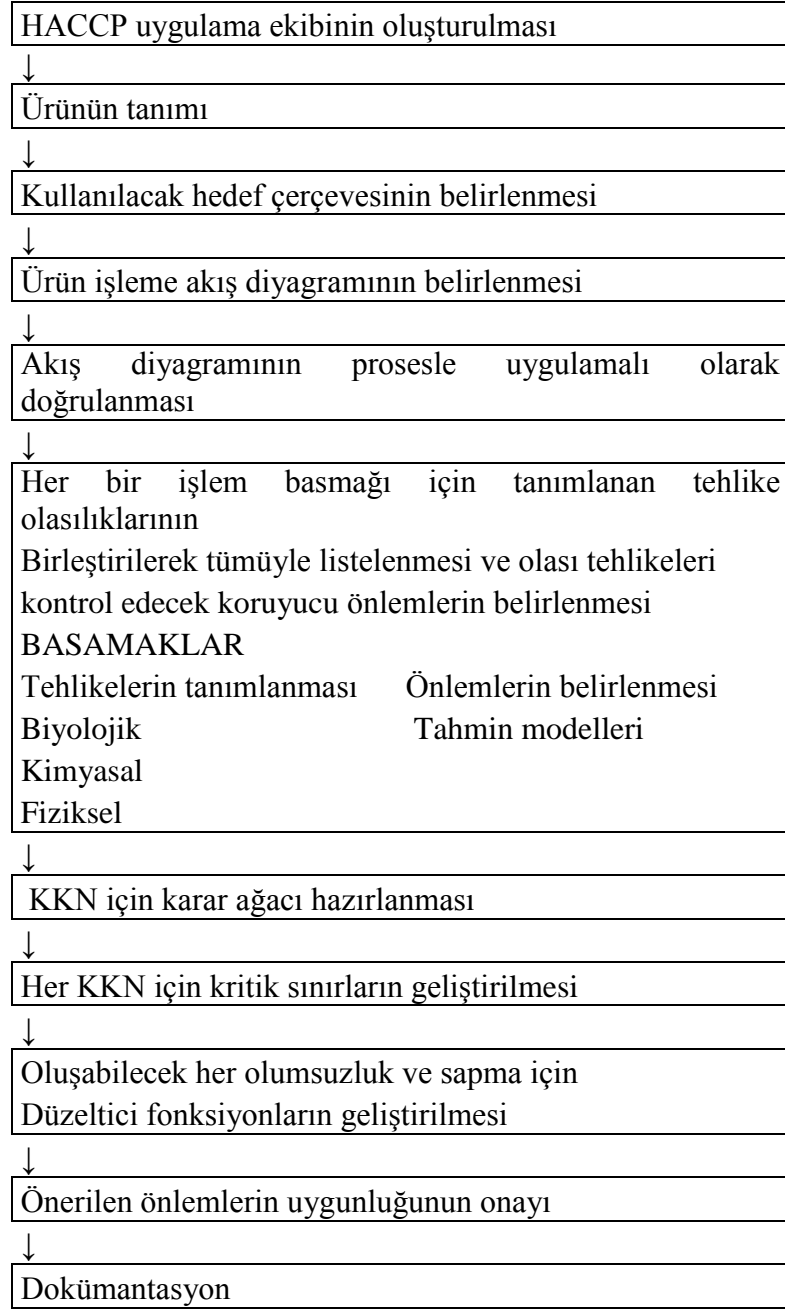 HACCP uygulama ekibinin oluşturulması
↓
Ürünün tanımı
↓
Kullanılacak hedef çerçevesinin belirlenmesi
↓
Ürün işleme akış diyagramının belirlenmesi
↓
Akış diyagramının prosesle uygulamalı olarak
doğrulanması
↓
Her bir işlem basmağı için tanımlanan tehlike
olasılıklarının
Birleştirilerek tümüyle listelenmesi ve olası tehlikeleri
kontrol edecek koruyucu önlemlerin belirlenmesi
BASAMAKLAR
Tehlikelerin tanımlanması Önlemlerin belirlenmesi
Biyolojik Tahmin modelleri
Kimyasal
Fiziksel
↓
KKN için karar ağacı hazırlanması
↓
Her KKN için kritik sınırların geliştirilmesi
↓
Oluşabilecek her olumsuzluk ve sapma için
Düzeltici fonksiyonların geliştirilmesi
↓
Önerilen önlemlerin uygunluğunun onayı
↓
Dokümantasyon